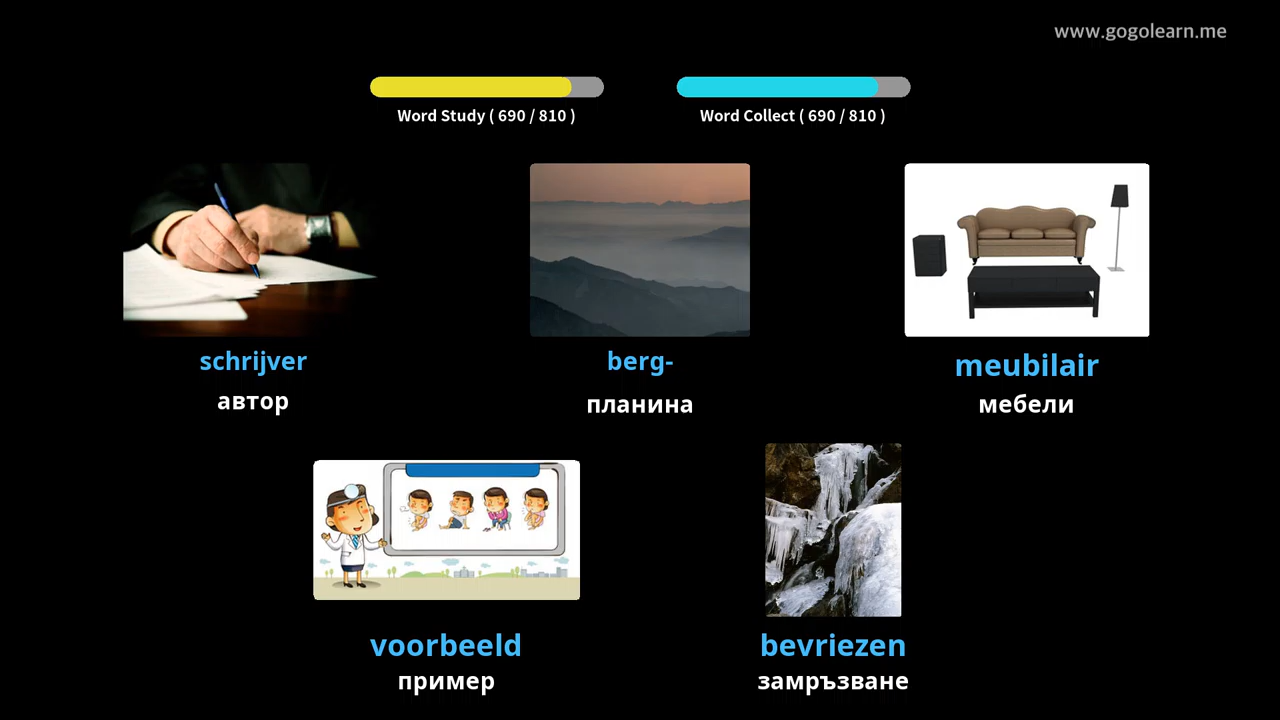 www.gogolearn.me
Word Study ( 690 / 810 )
Word Collect ( 690 / 810 )
schrijver
berg-
meubilair
автор
планина
мебели
voorbeeld
bevriezen
пример
замръзване